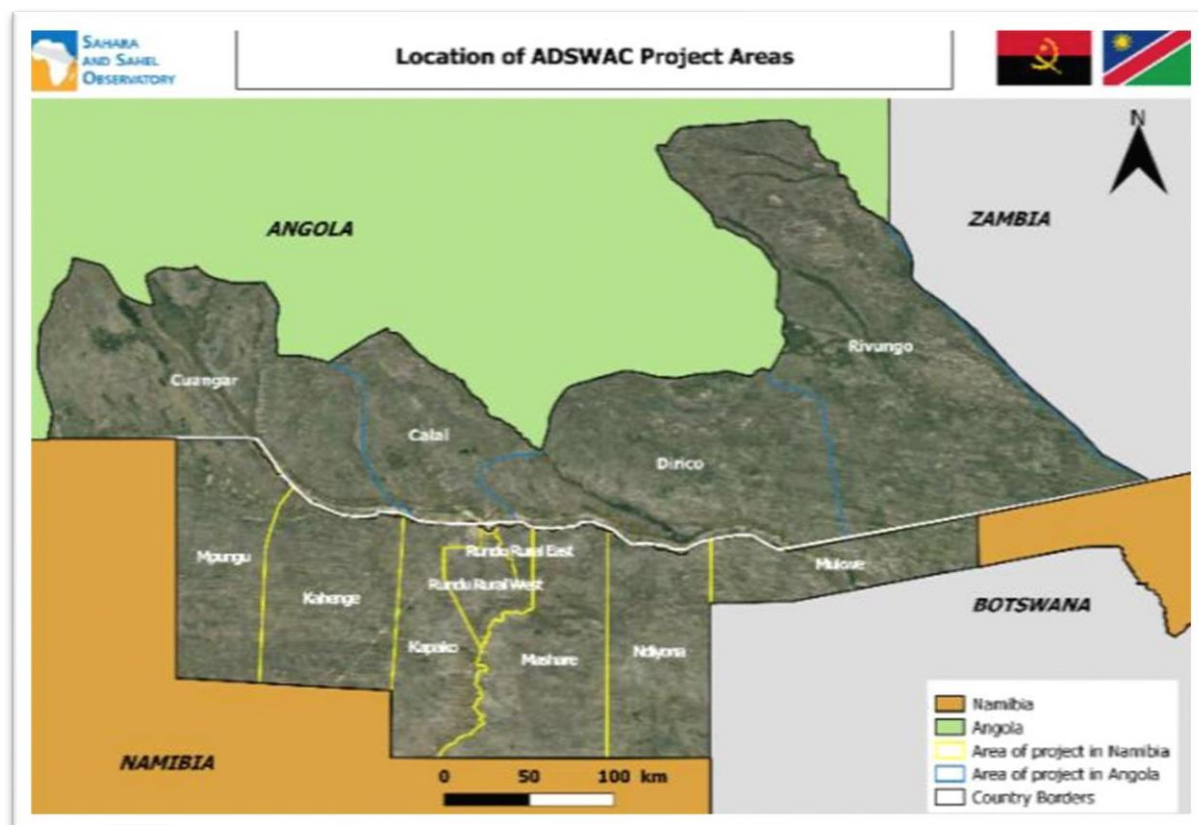 SAHARA
AND SAHEL
OBSERVATORY
Location of ADSWAC Project Areas
N
ANGOLA
ZAMBIA
Rivungo
Cuangar
Calai
Dirico
Rundu Rural East
Mpungu
Mukwe
Rundu Rural West
Kahenge
BOTSWANA
Kapako
Mashare
Ndiyona
NAMIBIA
0 50 100 km
Namibia
Angola
Area of project in Namibia
Area of project in Angola
Country Borders